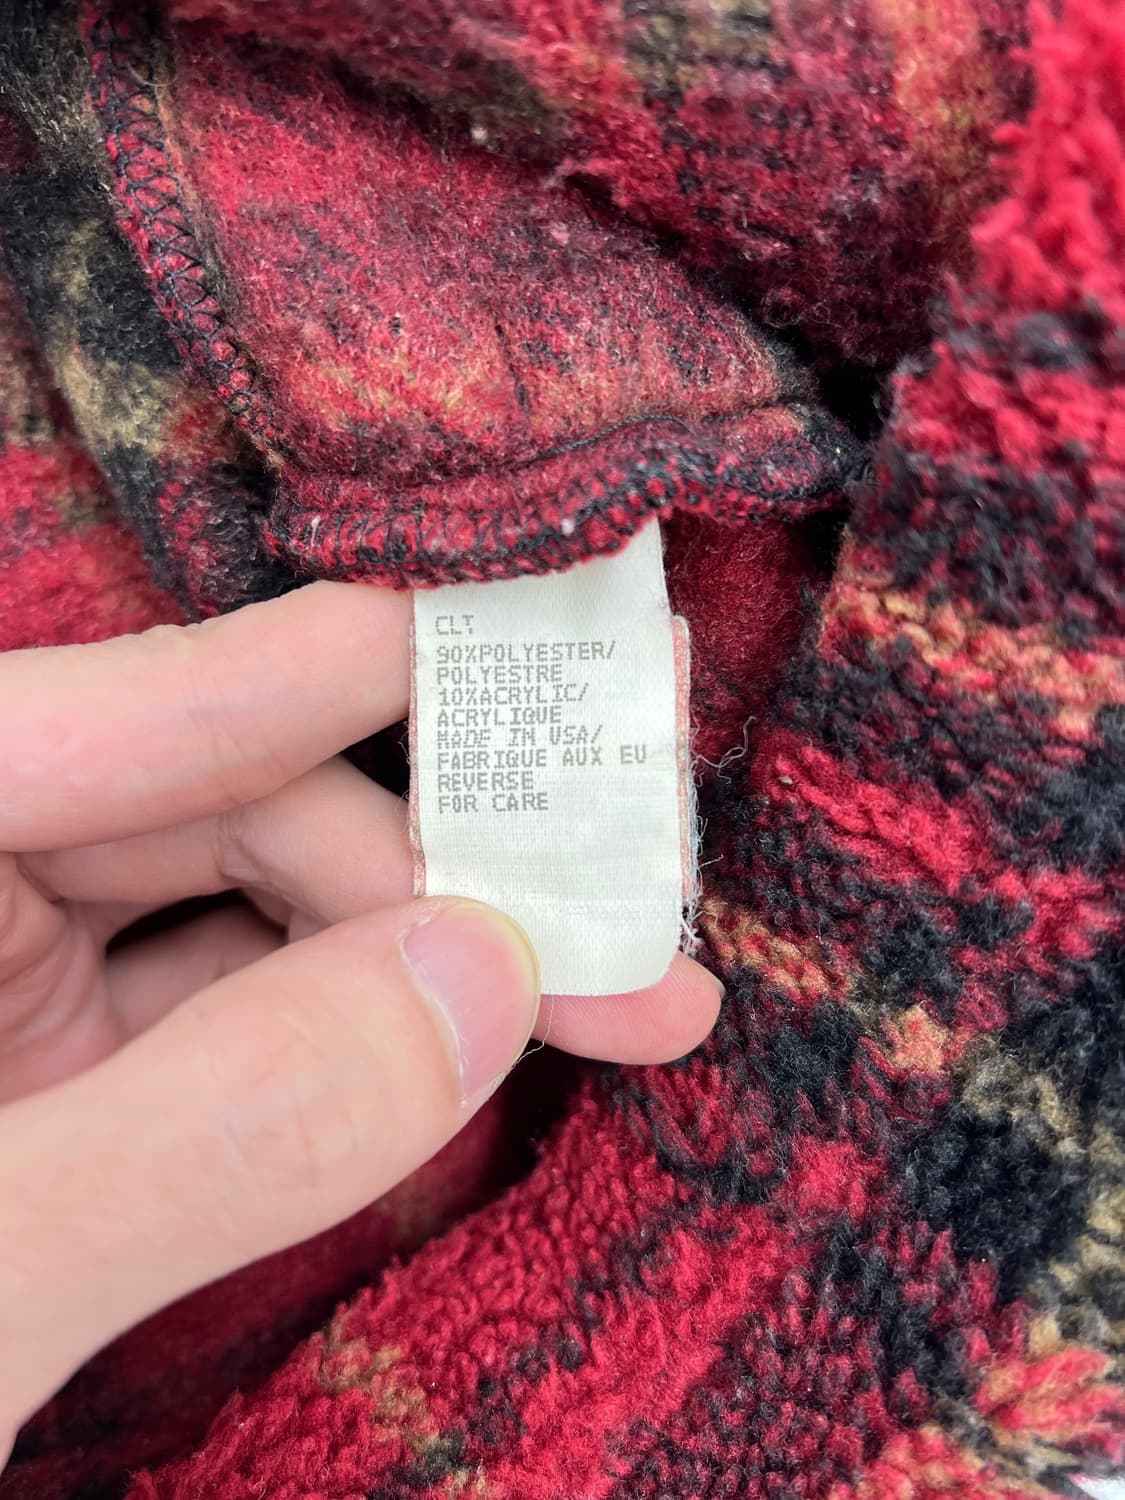 CLT
90%POLYESTER/
POLYESTRE
10%ACRYLIC/
ACRYLIQUE
MADE IN USA/
FABRIQUE AUX EU
REVERSE
FOR CARE